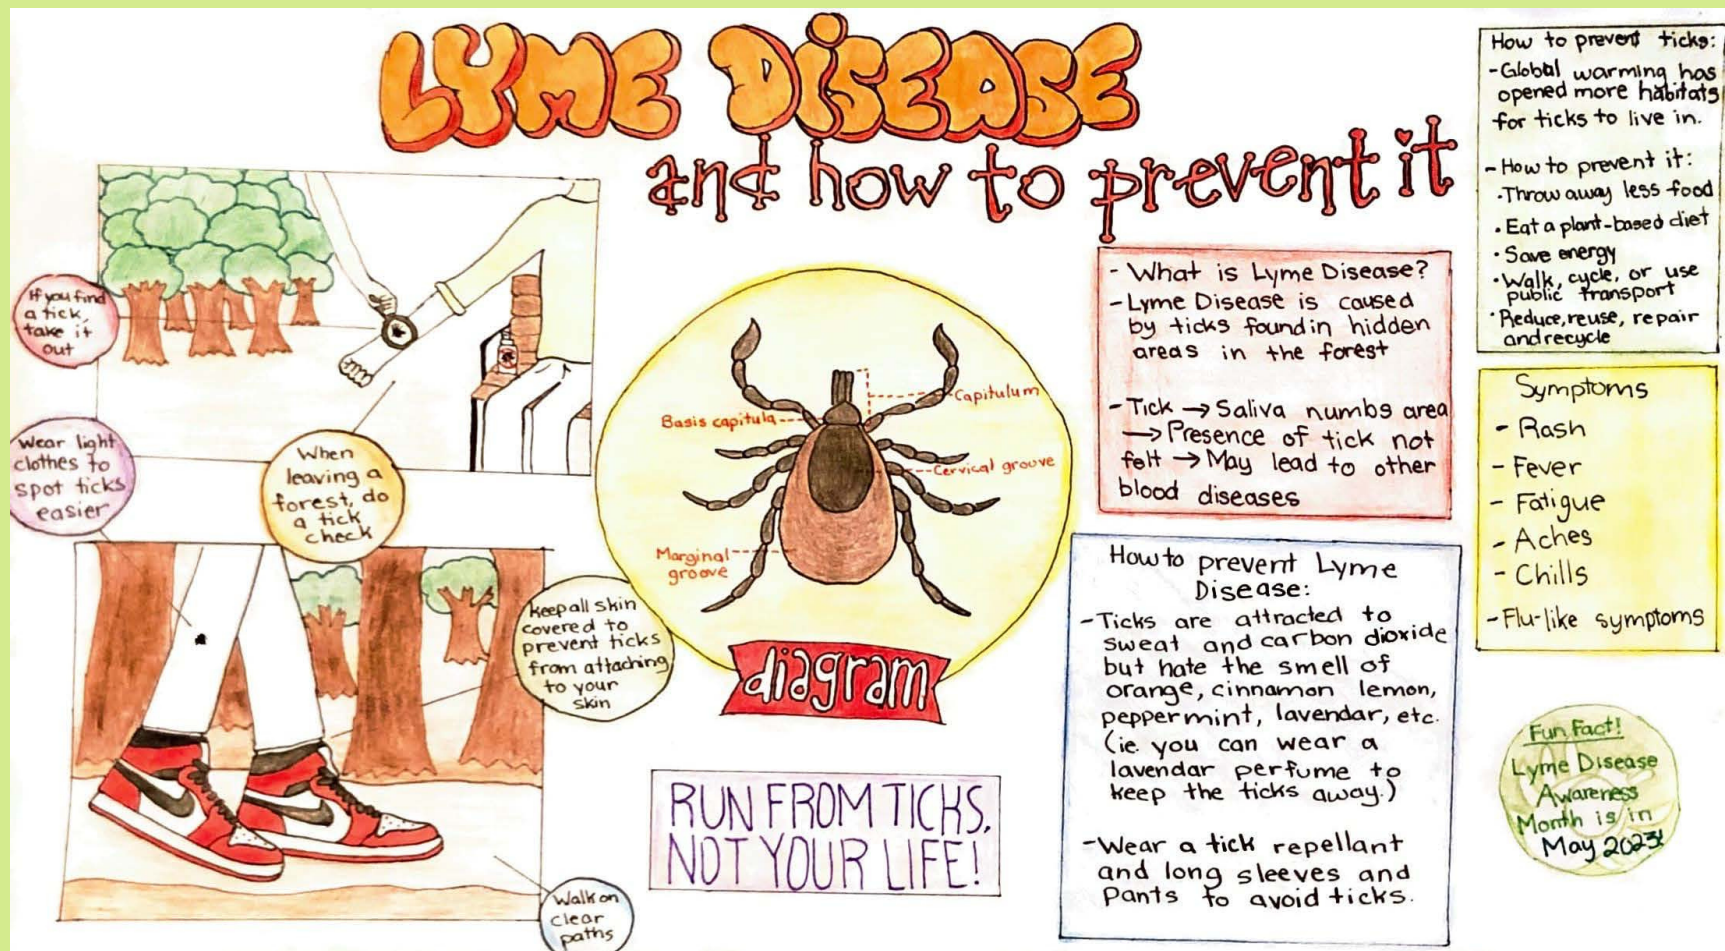 LYME DISEASE
and how to prevent it
If you find
a tick,
take it
out
Wear light
clothes to
spot ticks
easier
When
leaving a
forest, do
a tick
check
keep all skin
covered to
prevent ticks
from attaching
to your
skin
Walk on
clear
paths
Basis capitula
Capitulum
Cervical groove
Marginal
groove
diagram
RUN FROM TICKS,
NOT YOUR LIFE!
- What is Lyme Disease?
- Lyme Disease is caused
by ticks found in hidden
areas in the forest
- Tick → Saliva numbs area
→ Presence of tick not
felt → May lead to other
blood diseases
How to prevent Lyme
Disease:
- Ticks are attracted to
sweat and carbon dioxide
but hate the smell of
orange, cinnamon lemon,
peppermint, lavendar, etc.
(ie. you can wear a
lavendar perfume to
keep the ticks away.)
- Wear a tick repellant
and long sleeves and
pants to avoid ticks.
How to prevent ticks:
- Global warming has
opened more habitats
for ticks to live in.
- How to prevent it:
• Throw away less food
• Eat a plant-based diet
• Save energy
• Walk, cycle, or use
public transport
• Reduce, reuse, repair
and recycle
Symptoms
- Rash
- Fever
- Fatigue
- Aches
- Chills
- Flu-like symptoms
Fun Fact!
Lyme Disease
Awareness
Month is in
May 2023!